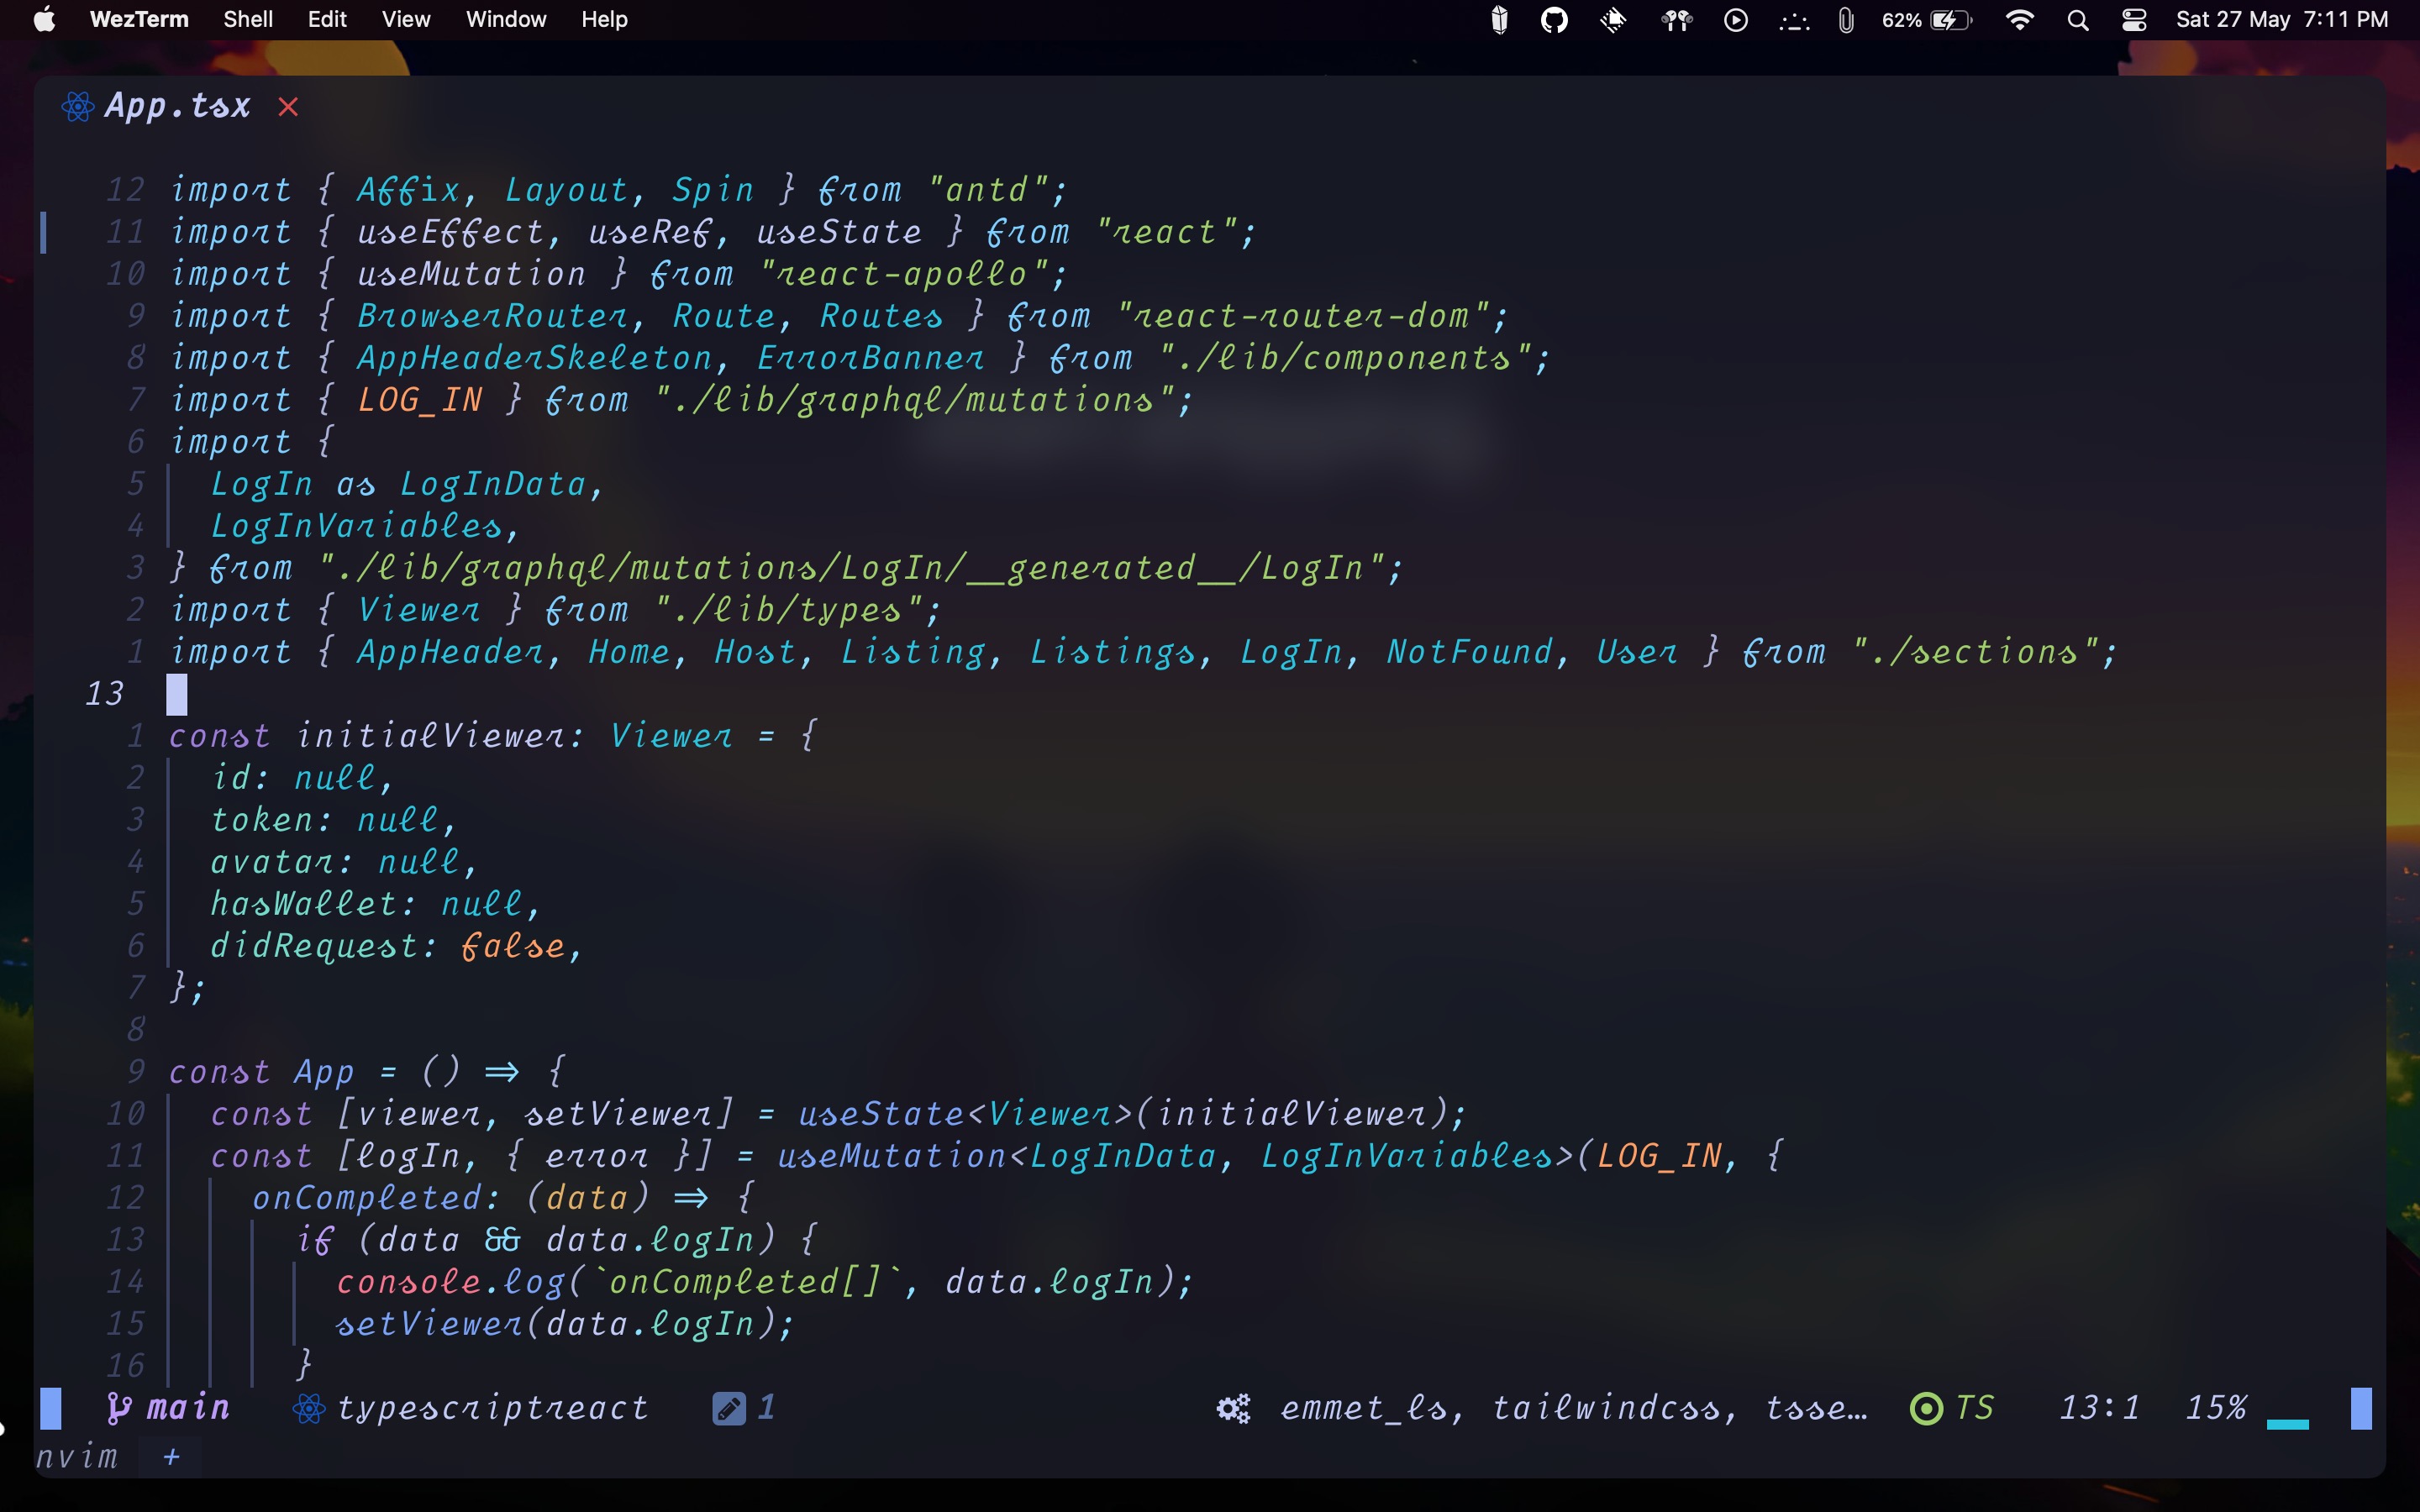 WezTerm Shell Edit View Window Help 62% Sat 27 May 7:11 PM
App.tsx
12 import { Affix, Layout, Spin } from "antd";
11 import { useEffect, useRef, useState } from "react";
10 import { useMutation } from "react-apollo";
9 import { BrowserRouter, Route, Routes } from "react-router-dom";
8 import { AppHeaderSkeleton, ErrorBanner } from "./lib/components";
7 import { LOG_IN } from "./lib/graphql/mutations";
6 import {
5 LogIn as LogInData,
4 LogInVariables,
3 } from "./lib/graphql/mutations/LogIn/__generated__/LogIn";
2 import { Viewer } from "./lib/types";
1 import { AppHeader, Home, Host, Listing, Listings, LogIn, NotFound, User } from "./sections";
13
1 const initialViewer: Viewer = {
2 id: null,
3 token: null,
4 avatar: null,
5 hasWallet: null,
6 didRequest: false,
7 };
8
9 const App = () => {
10 const [viewer, setViewer] = useState<Viewer>(initialViewer);
11 const [logIn, { error }] = useMutation<LogInData, LogInVariables>(LOG_IN, {
12 onCompleted: (data) => {
13 if (data && data.logIn) {
14 console.log(`onCompleted[]`, data.logIn);
15 setViewer(data.logIn);
16 }
main typescriptreact 1 emmet_ls, tailwindcss, tsse… TS 13:1 15%
nvim +